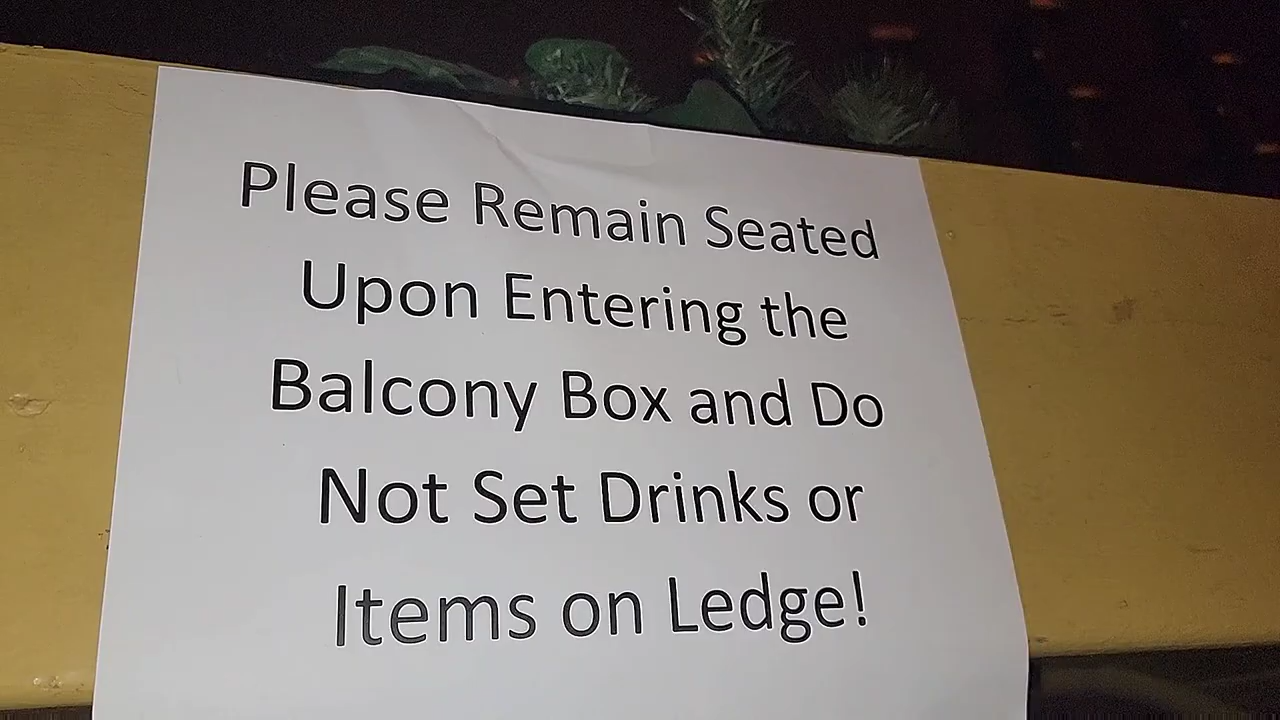 Please Remain Seated
Upon Entering the
Balcony Box and Do
Not Set Drinks or
Items on Ledge!